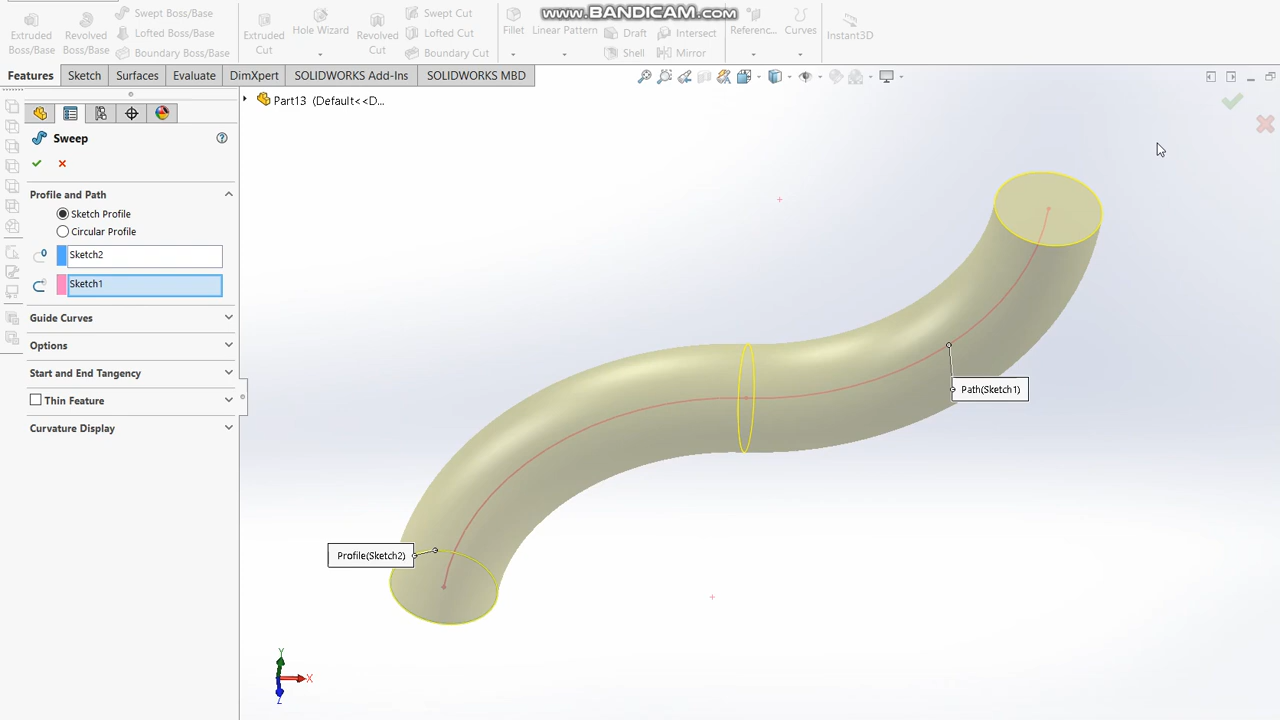 www.BANDICAM.com
Extruded Boss/Base
Revolved Boss/Base
Swept Boss/Base
Lofted Boss/Base
Boundary Boss/Base
Extruded Cut
Hole Wizard
Revolved Cut
Swept Cut
Lofted Cut
Boundary Cut
Fillet
Linear Pattern
Draft
Shell
Intersect
Mirror
Referenc...
Curves
Instant3D
Features
Sketch
Surfaces
Evaluate
DimXpert
SOLIDWORKS Add-Ins
SOLIDWORKS MBD
Part13 (Default<<D...
Sweep
Profile and Path
Sketch Profile
Circular Profile
Sketch2
Sketch1
Guide Curves
Options
Start and End Tangency
Thin Feature
Curvature Display
Path(Sketch1)
Profile(Sketch2)
Y
X
Z